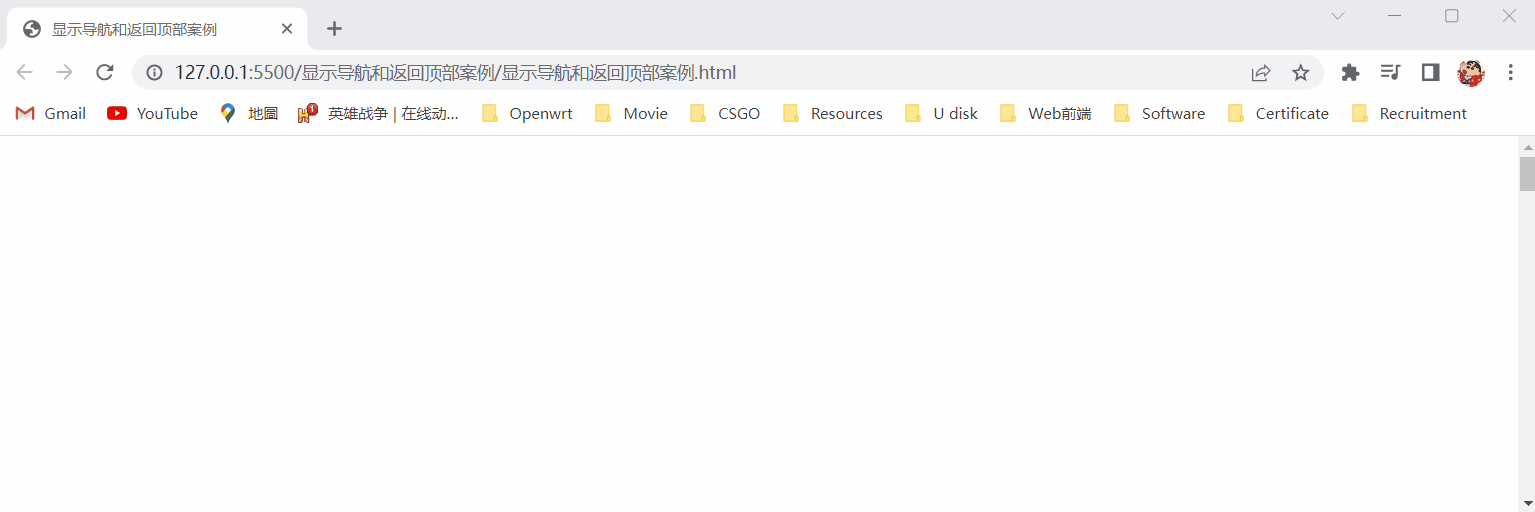 显示导航和返回顶部案例
127.0.0.1:5500/显示导航和返回顶部案例/显示导航和返回顶部案例.html
Gmail YouTube 地圖 英雄战争 | 在线动... Openwrt Movie CSGO Resources U disk Web前端 Software Certificate Recruitment